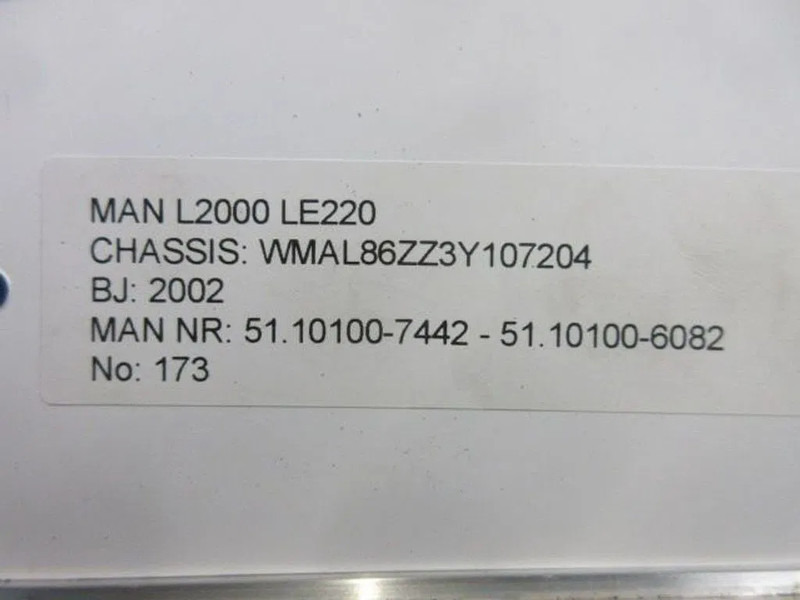 MAN L2000 LE220
CHASSIS: WMAL86ZZ3Y107204
BJ: 2002
MAN NR: 51.10100-7442 - 51.10100-6082
No: 173